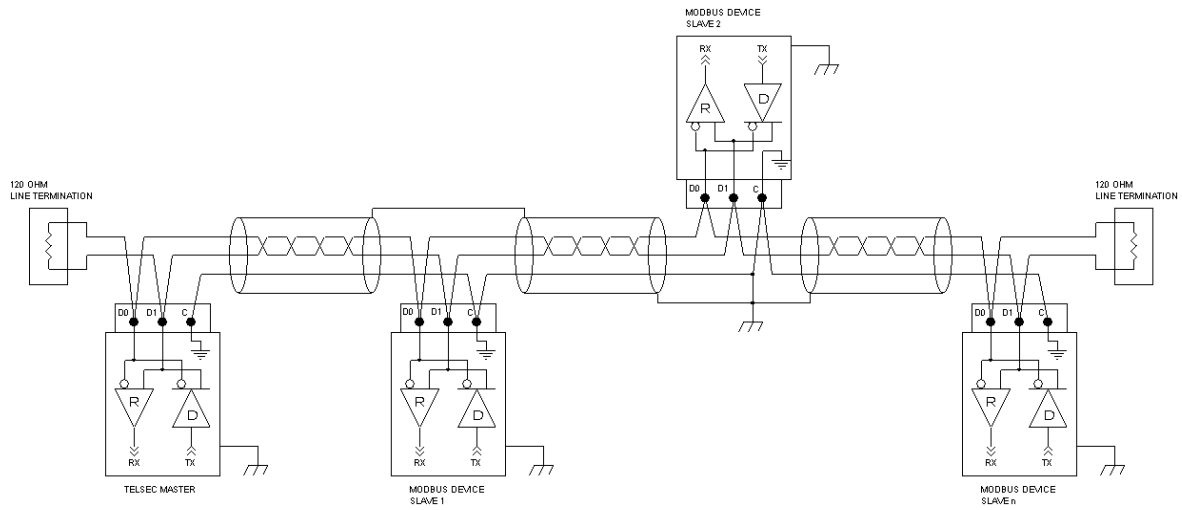 MODBUS DEVICE
SLAVE 2
RX
TX
R
D
D0
D1
C
120 OHM
LINE TERMINATION
120 OHM
LINE TERMINATION
D0
D1
C
R
D
RX
TX
TELSEC MASTER
D0
D1
C
R
D
RX
TX
MODBUS DEVICE
SLAVE 1
D0
D1
C
R
D
RX
TX
MODBUS DEVICE
SLAVE n